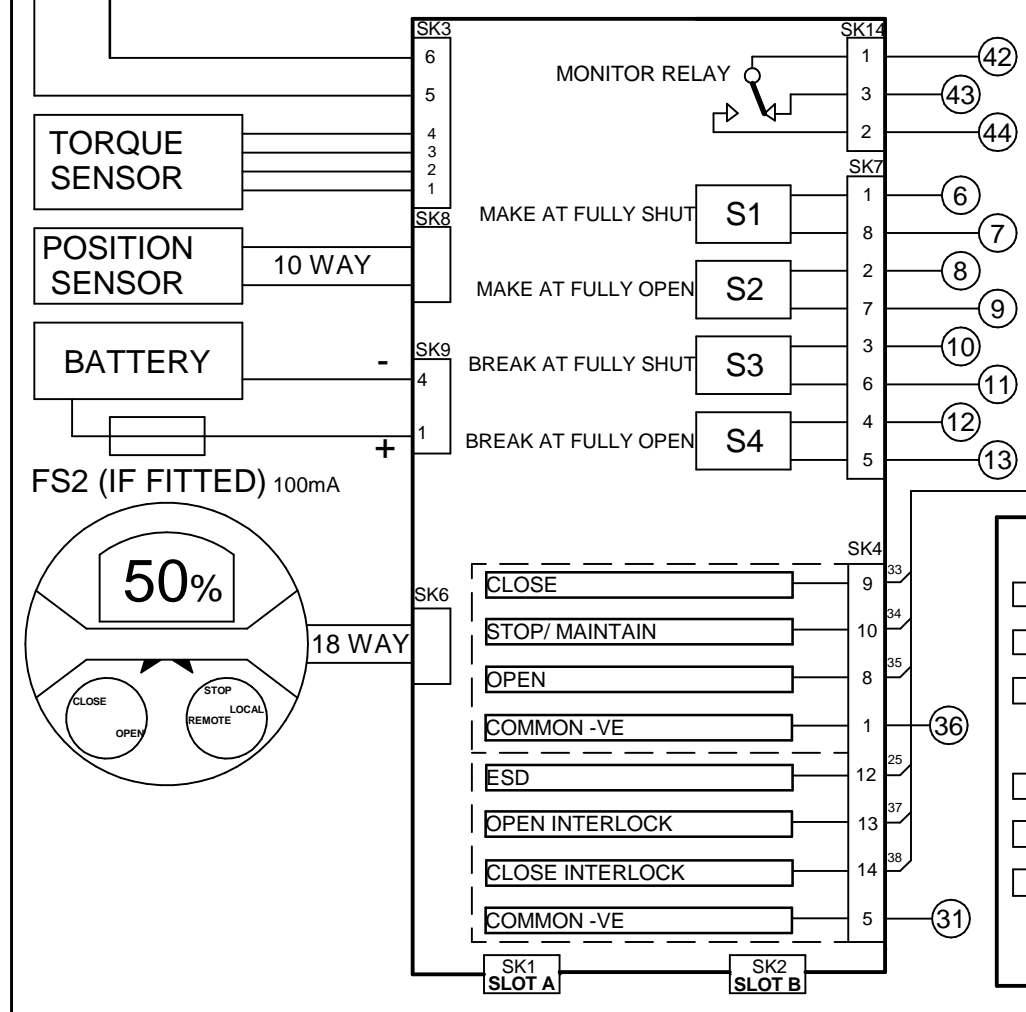 SK3
6
5
4
3
2
1
TORQUE
SENSOR
SK8
POSITION
SENSOR
10 WAY
BATTERY
-
SK9
4
1
+
FS2 (IF FITTED) 100mA
50%
CLOSE
OPEN
STOP
LOCAL
REMOTE
18 WAY
SK6
MONITOR RELAY
SK14
1
42
3
43
2
44
SK7
MAKE AT FULLY SHUT
S1
1
6
8
7
MAKE AT FULLY OPEN
S2
2
8
7
9
BREAK AT FULLY SHUT
S3
3
10
6
11
BREAK AT FULLY OPEN
S4
4
12
5
13
SK4
CLOSE
9
33
STOP/ MAINTAIN
10
34
OPEN
8
35
COMMON -VE
1
36
ESD
12
25
OPEN INTERLOCK
13
37
CLOSE INTERLOCK
14
38
COMMON -VE
5
31
SK1
SLOT A
SK2
SLOT B